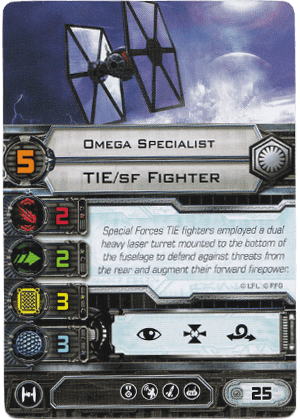 Omega Specialist
5
TIE/sf Fighter
2
Special Forces TIE fighters employed a dual
heavy laser turret mounted to the bottom of
the fuselage to defend against threats from
the rear and augment their forward firepower.
2
©LFL ©FFG
3
3
25